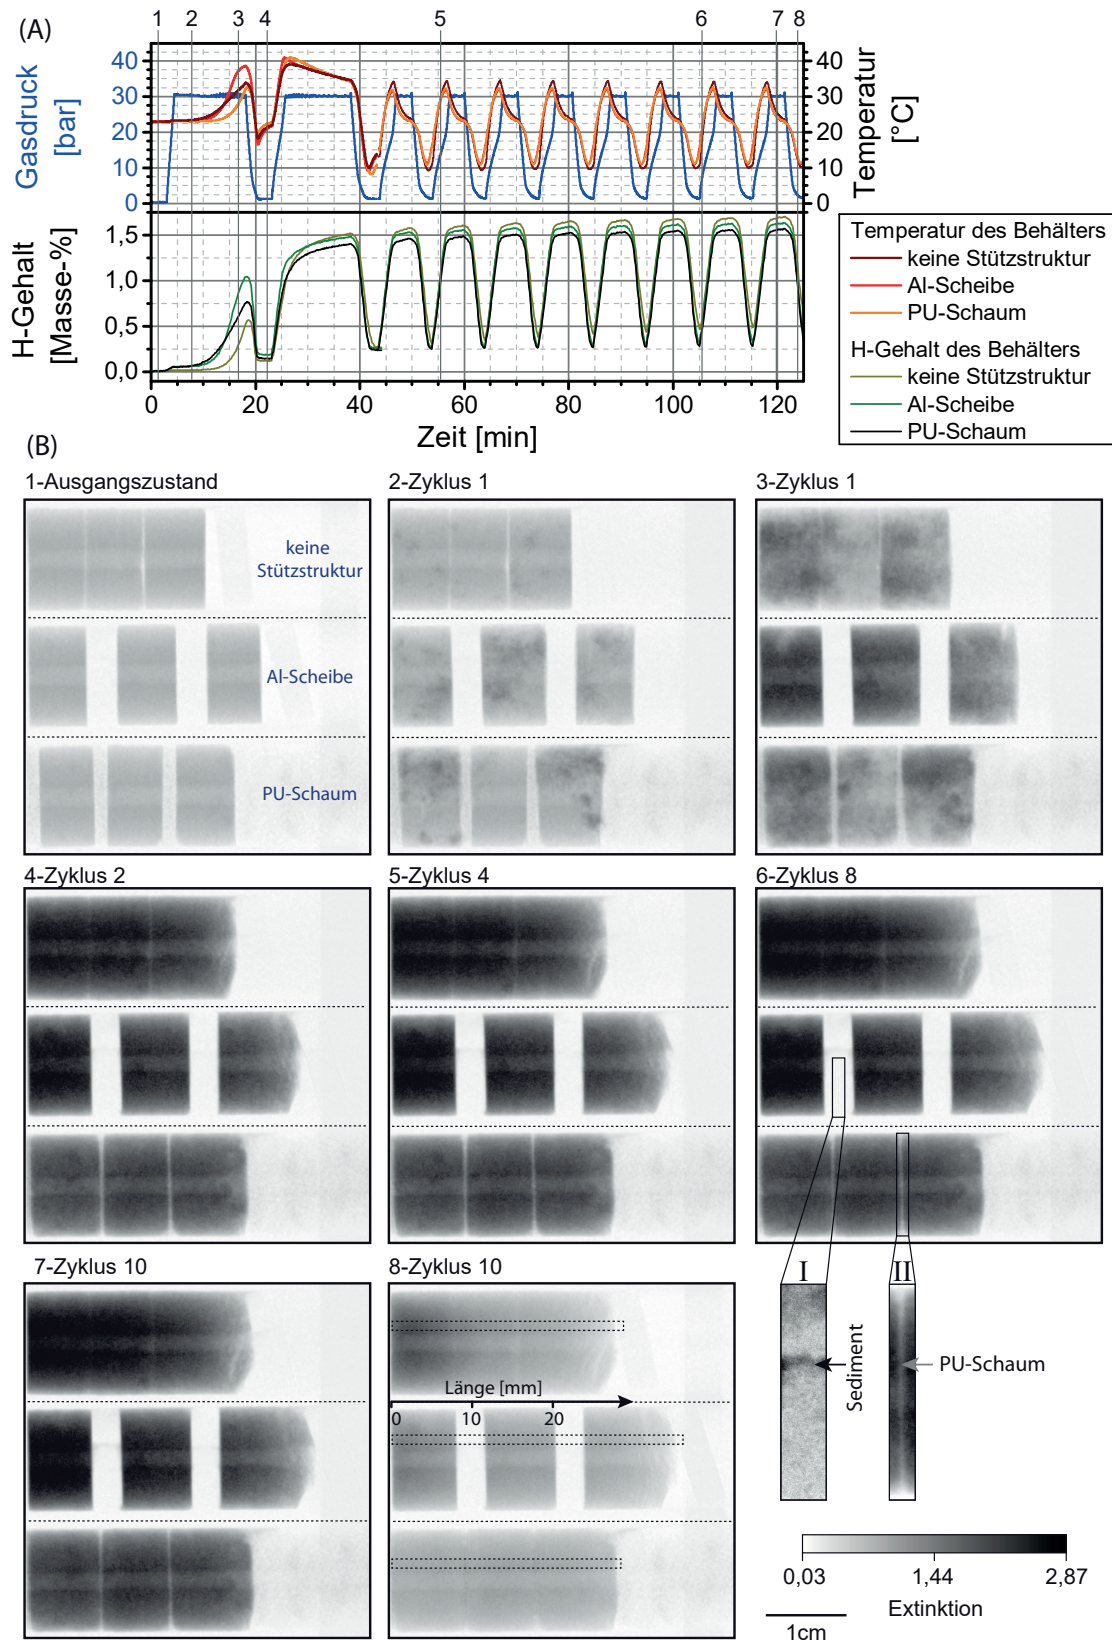 (A)
1 2 3 4 5 6 7 8
Gasdruck
[bar]
40
30
20
10
0
40
30
20
10
0
Temperatur
[°C]
H-Gehalt
[Masse-%]
1,5
1,0
0,5
0,0
0 20 40 60 80 100 120
Zeit [min]
Temperatur des Behälters
keine Stützstruktur
Al-Scheibe
PU-Schaum
H-Gehalt des Behälters
keine Stützstruktur
Al-Scheibe
PU-Schaum
(B)
1-Ausgangszustand
keine
Stützstruktur
Al-Scheibe
PU-Schaum
2-Zyklus 1
3-Zyklus 1
4-Zyklus 2
5-Zyklus 4
6-Zyklus 8
7-Zyklus 10
8-Zyklus 10
Länge [mm]
0 10 20
I
II
Sediment
PU-Schaum
0,03 1,44 2,87
Extinktion
1cm